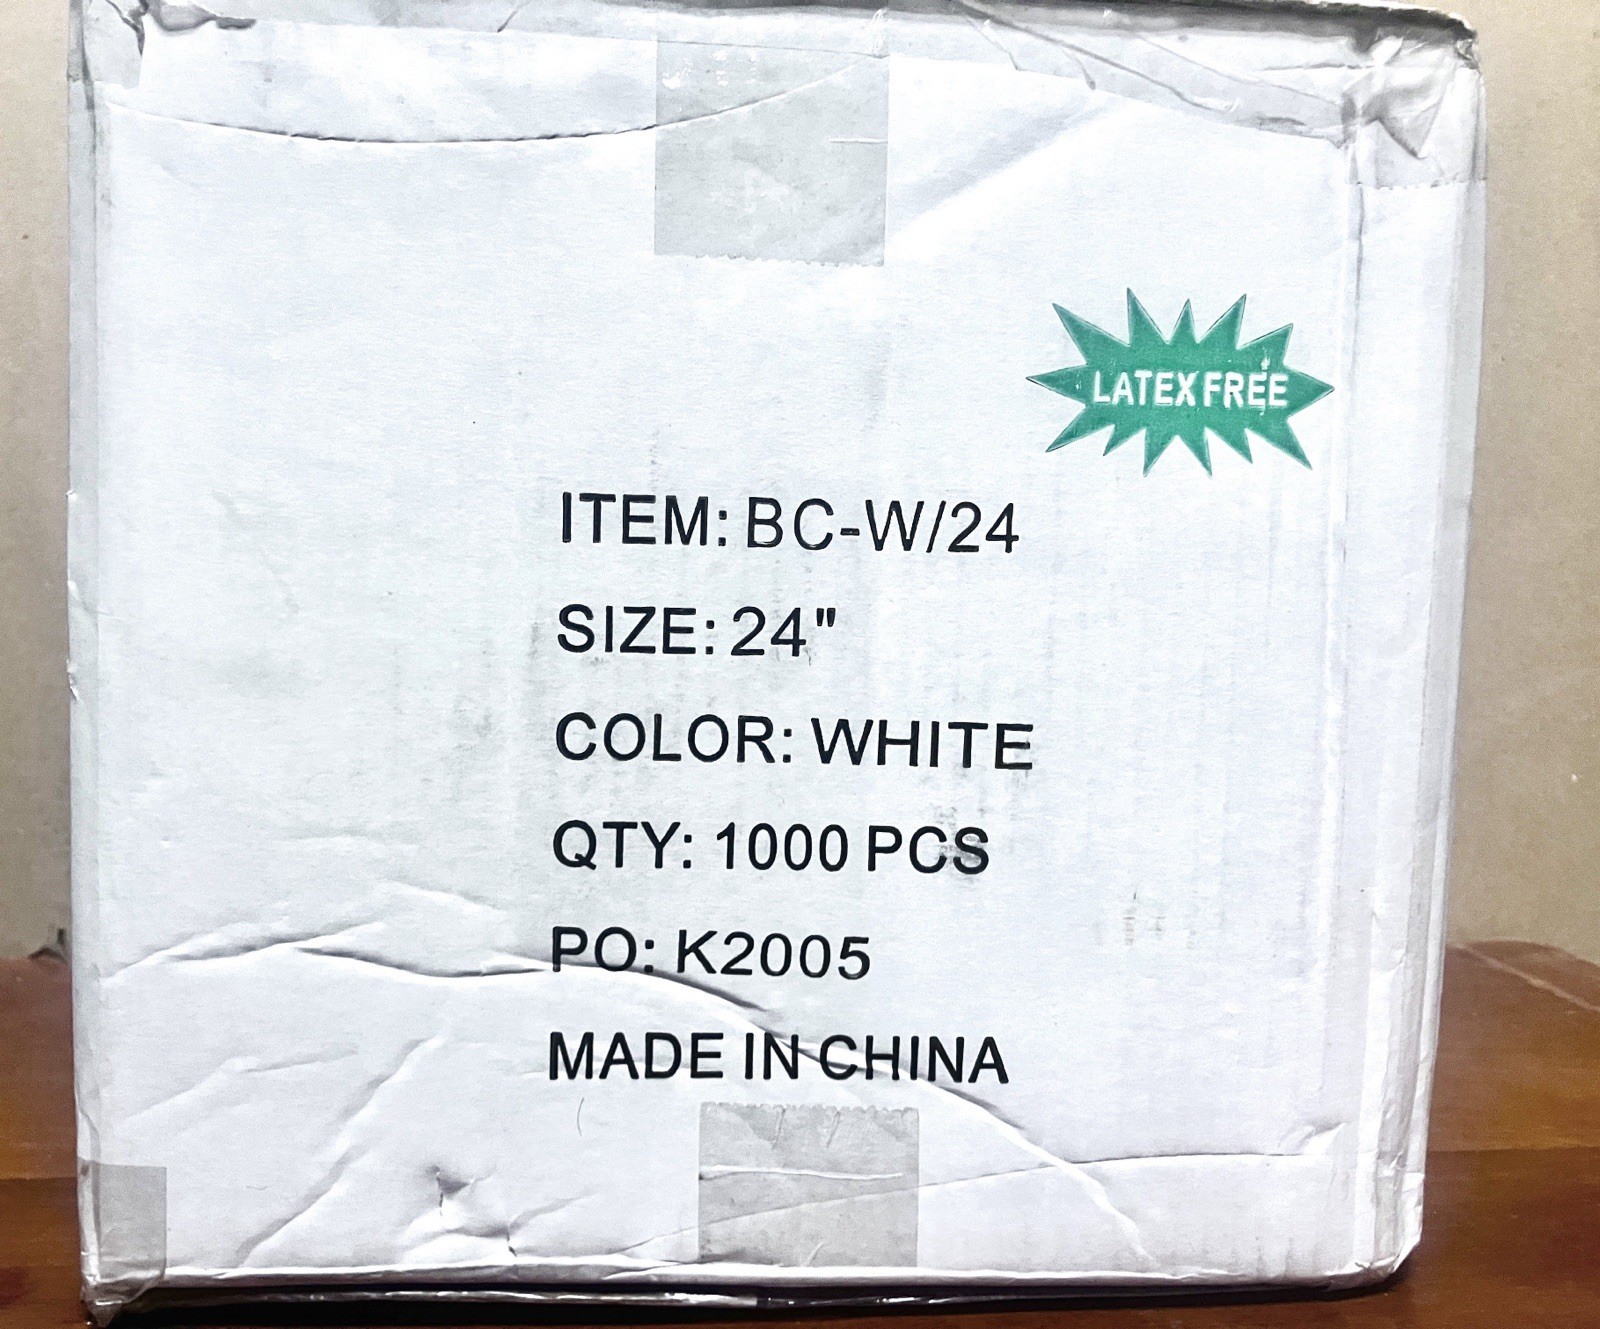 LATEX FREE
ITEM: BC-W/24
SIZE: 24"
COLOR: WHITE
QTY: 1000 PCS
PO: K2005
MADE IN CHINA